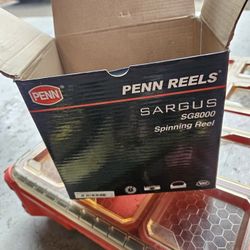 PENN
PENN REELS
SARGUS
SG8000
Spinning Reel